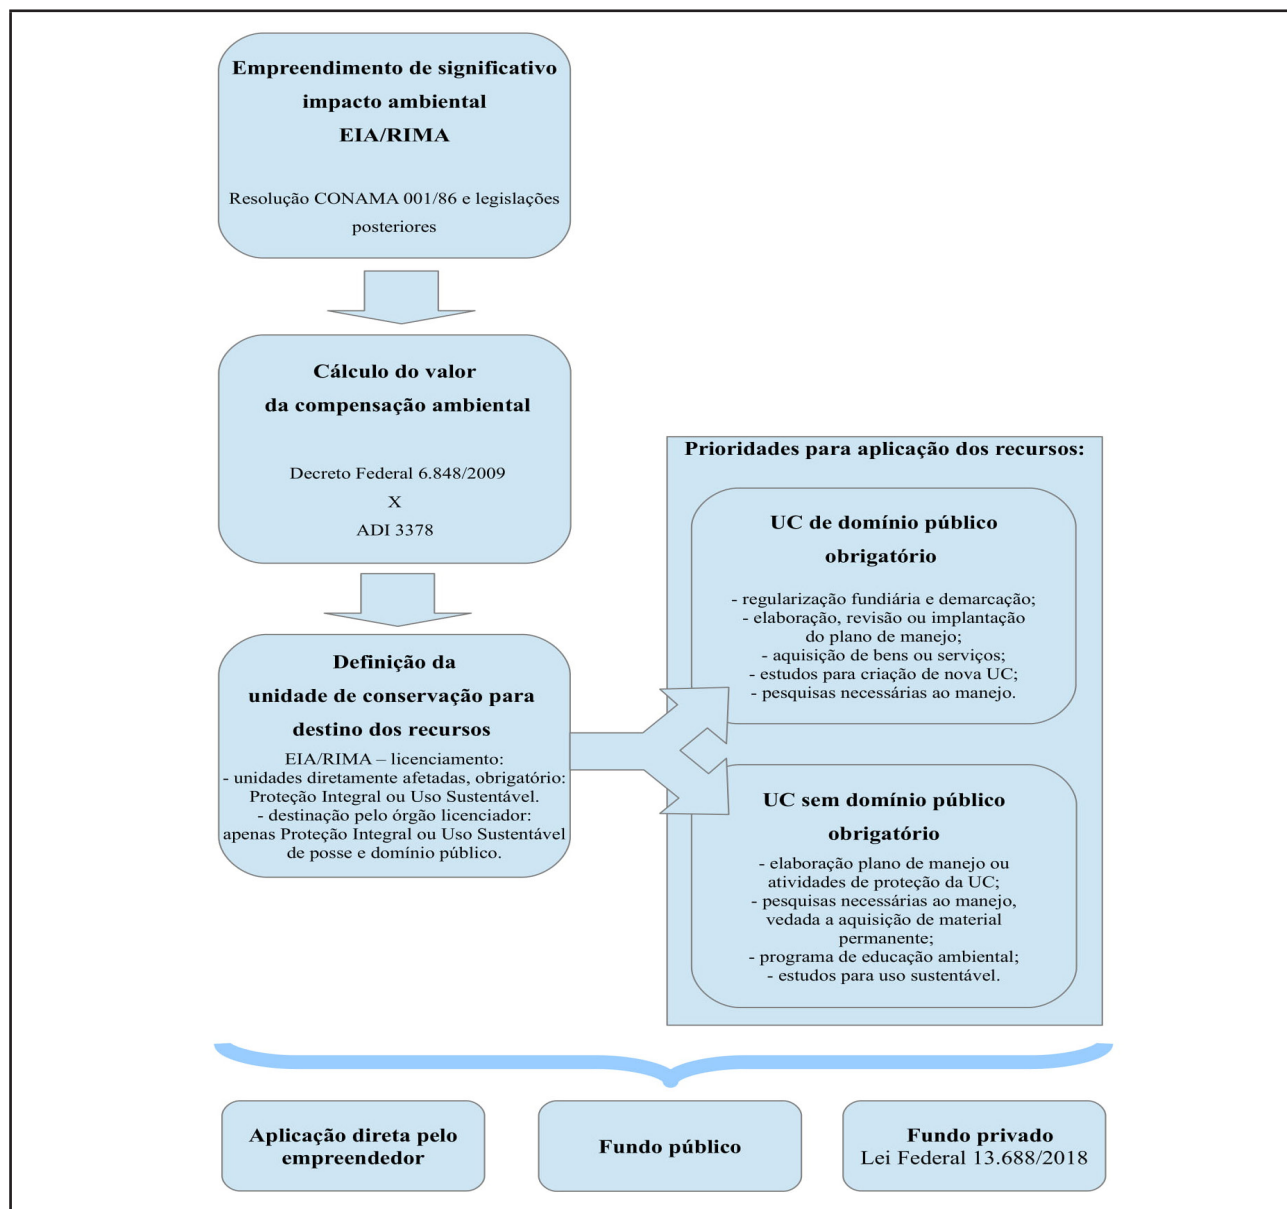 Empreendimento de significativo
impacto ambiental
EIA/RIMA
Resolução CONAMA 001/86 e legislações
posteriores
Cálculo do valor
da compensação ambiental
Decreto Federal 6.848/2009
X
ADI 3378
Definição da
unidade de conservação para
destino dos recursos
EIA/RIMA – licenciamento:
- unidades diretamente afetadas, obrigatório:
Proteção Integral ou Uso Sustentável.
- destinação pelo órgão licenciador:
apenas Proteção Integral ou Uso Sustentável
de posse e domínio público.
Prioridades para aplicação dos recursos:
UC de domínio público
obrigatório
- regularização fundiária e demarcação;
- elaboração, revisão ou implantação
do plano de manejo;
- aquisição de bens ou serviços;
- estudos para criação de nova UC;
- pesquisas necessárias ao manejo.
UC sem domínio público
obrigatório
- elaboração plano de manejo ou
atividades de proteção da UC;
- pesquisas necessárias ao manejo,
vedada a aquisição de material
permanente;
- programa de educação ambiental;
- estudos para uso sustentável.
Aplicação direta pelo
empreendedor
Fundo público
Fundo privado
Lei Federal 13.688/2018